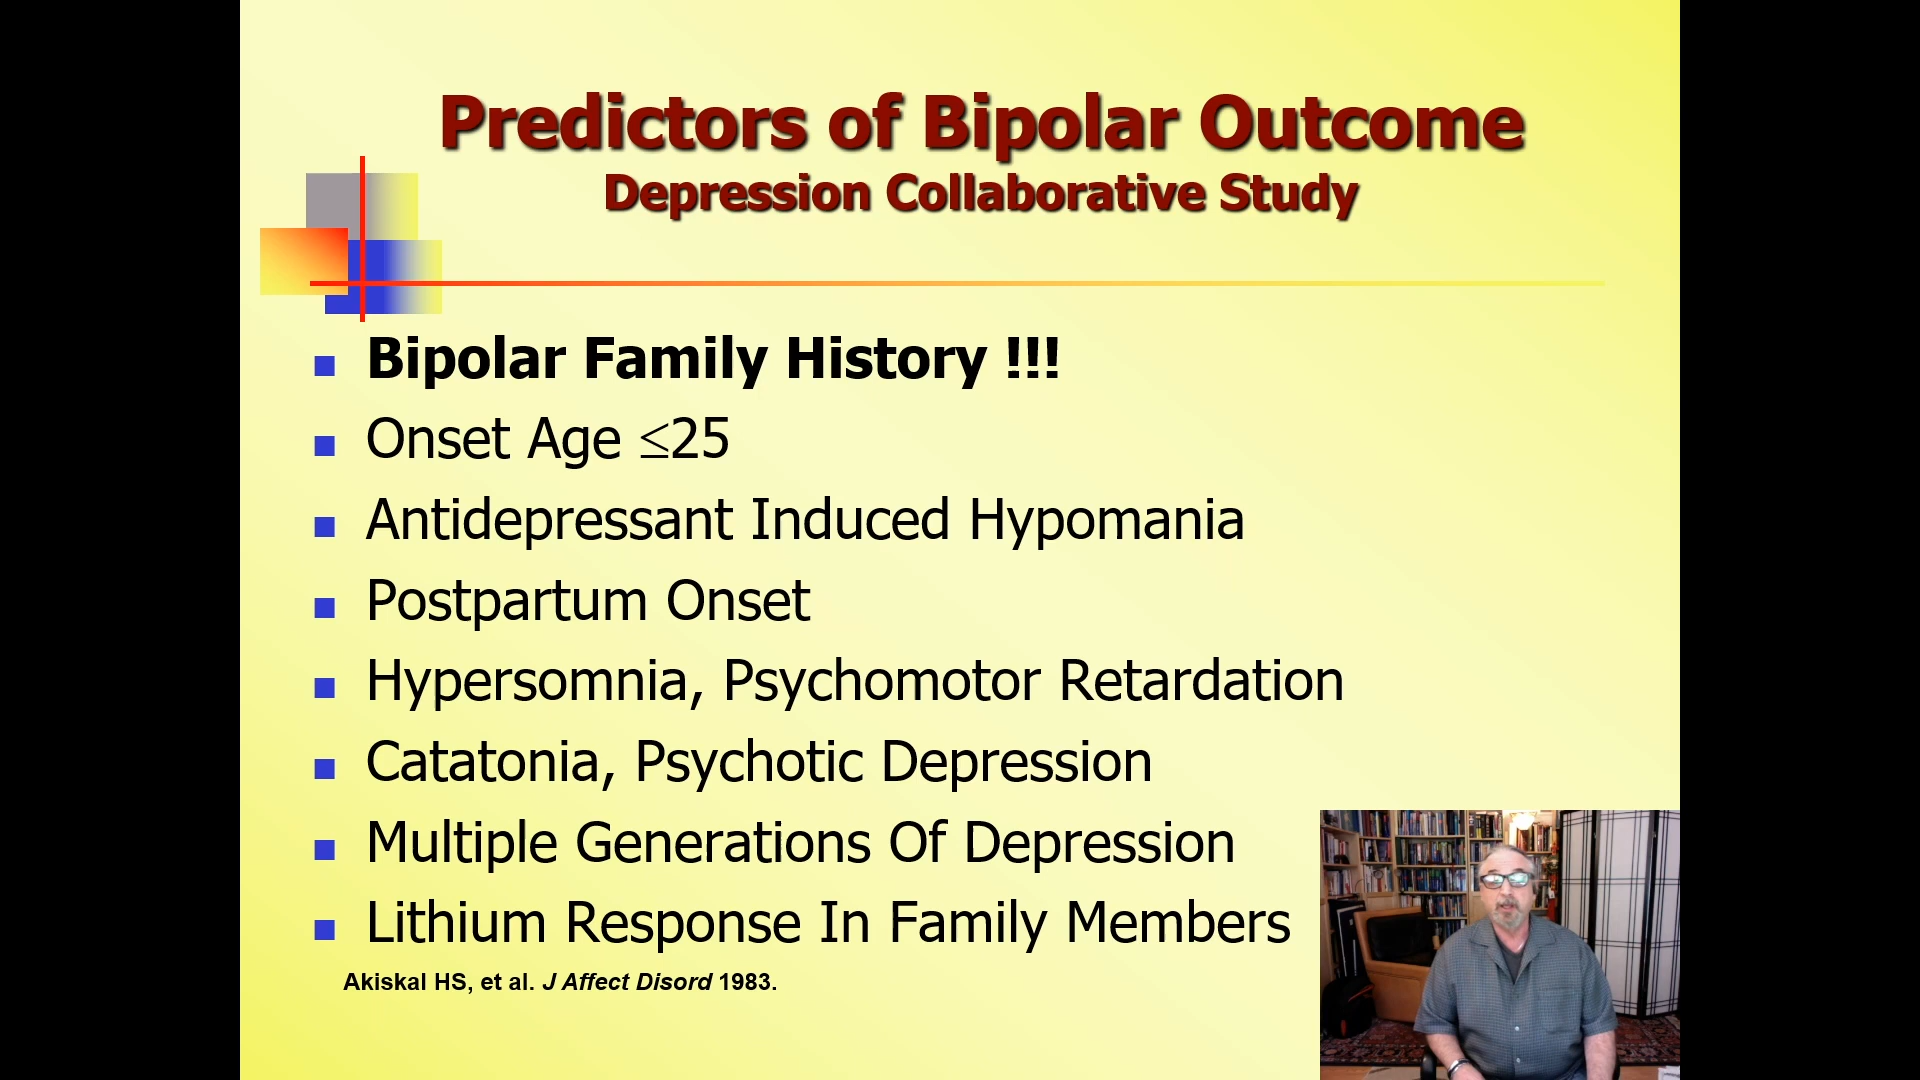 Predictors of Bipolar Outcome
Depression Collaborative Study
Bipolar Family History !!!
Onset Age ≤25
Antidepressant Induced Hypomania
Postpartum Onset
Hypersomnia, Psychomotor Retardation
Catatonia, Psychotic Depression
Multiple Generations Of Depression
Lithium Response In Family Members
Akiskal HS, et al. J Affect Disord 1983.